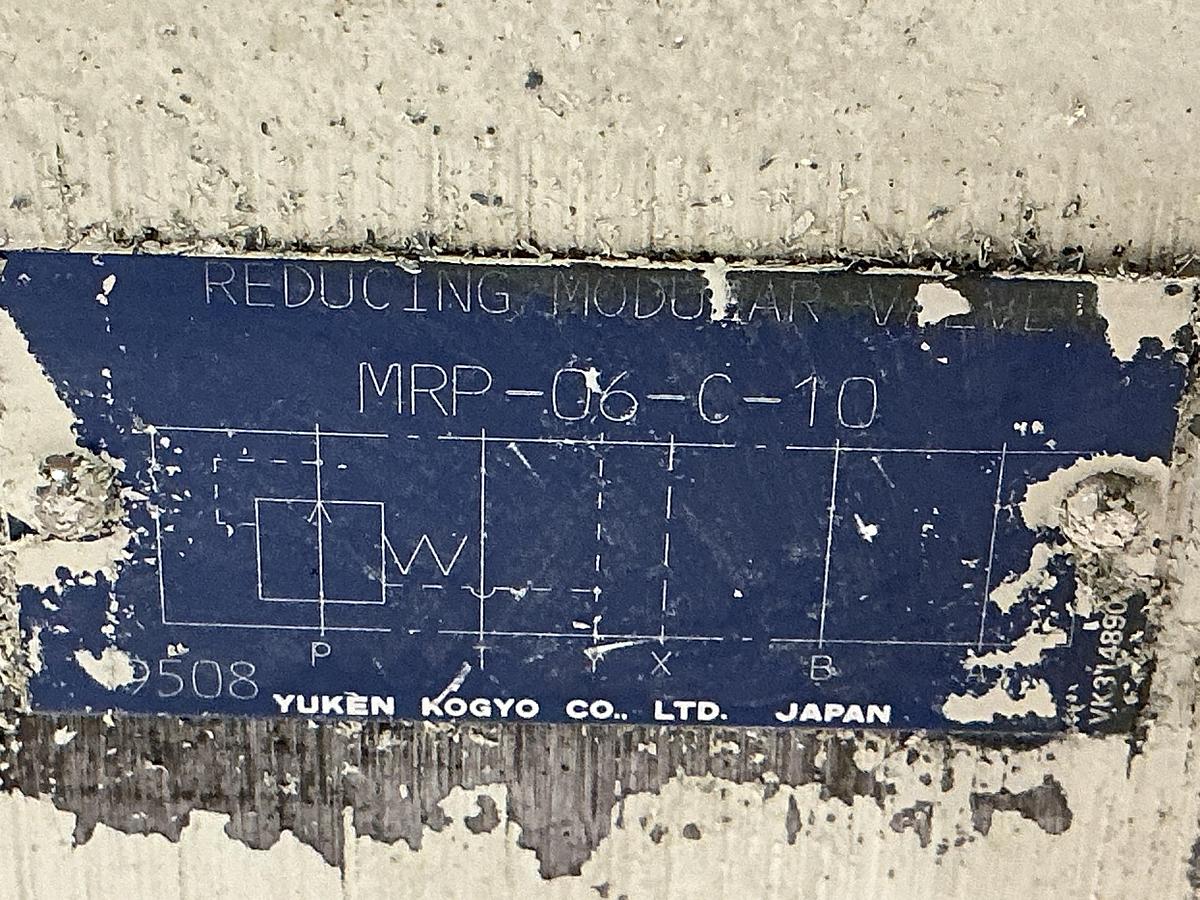 REDUCING MODULAR VALVE
MRP-06-C-10
P T Y X B A
9508
YUKEN KOGYO CO., LTD. JAPAN
VK314890